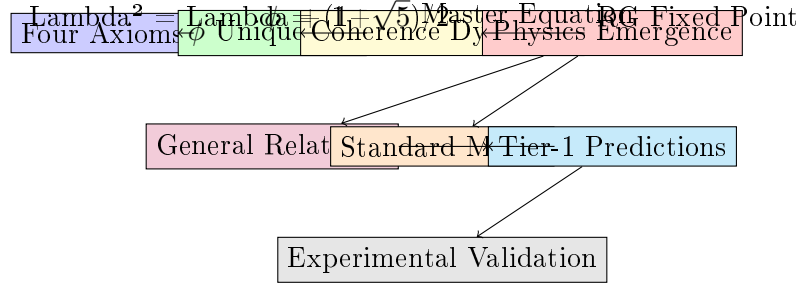 Lambda² = Lambda + 1 ϕ = (1+√5)/2 Master Equation RG Fixed Point
Four Axioms ϕ Unique Coherence Dy Physics Emergence
General Relat Standard M Tier-1 Predictions
Experimental Validation